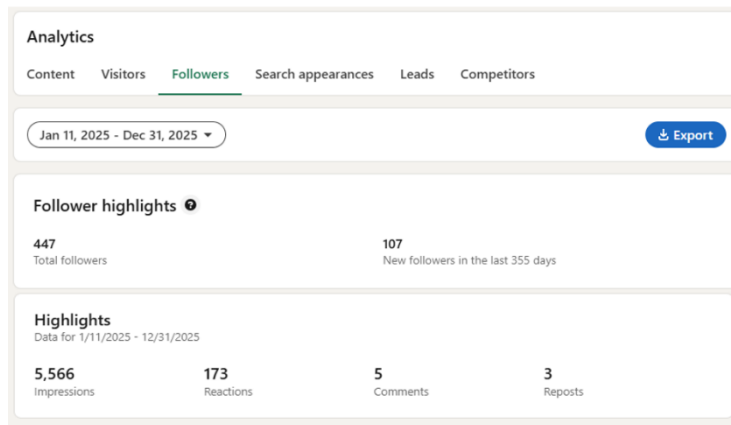 Analytics
Content Visitors Followers Search appearances Leads Competitors
Jan 11, 2025 - Dec 31, 2025
Export
Follower highlights ?
447 107
Total followers New followers in the last 355 days
Highlights
Data for 1/11/2025 - 12/31/2025
5,566 173 5 3
Impressions Reactions Comments Reposts